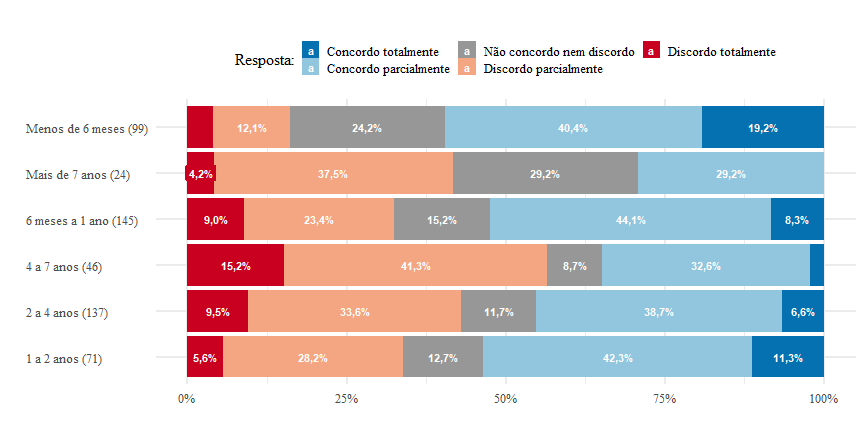 Resposta:
a Concordo totalmente a Não concordo nem discordo a Discordo totalmente
a Concordo parcialmente a Discordo parcialmente
Menos de 6 meses (99) 12,1% 24,2% 40,4% 19,2%
Mais de 7 anos (24) 4,2% 37,5% 29,2% 29,2%
6 meses a 1 ano (145) 9,0% 23,4% 15,2% 44,1% 8,3%
4 a 7 anos (46) 15,2% 41,3% 8,7% 32,6%
2 a 4 anos (137) 9,5% 33,6% 11,7% 38,7% 6,6%
1 a 2 anos (71) 5,6% 28,2% 12,7% 42,3% 11,3%
0% 25% 50% 75% 100%